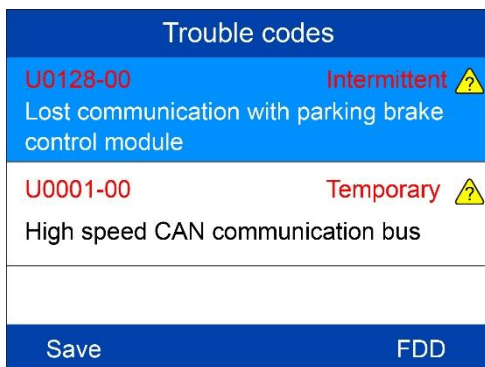 Trouble codes
U0128-00 Intermittent ?
Lost communication with parking brake
control module
U0001-00 Temporary ?
High speed CAN communication bus
Save FDD